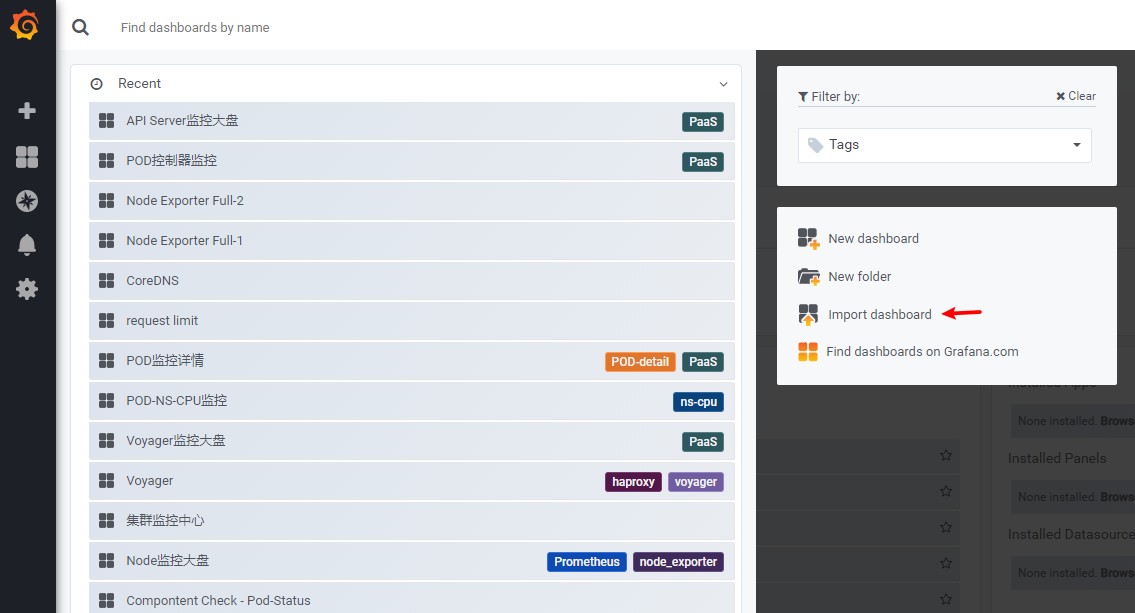 Find dashboards by name
Recent
API Server监控大盘
PaaS
POD控制器监控
PaaS
Node Exporter Full-2
Node Exporter Full-1
CoreDNS
request limit
POD监控详情
POD-detail PaaS
POD-NS-CPU监控
ns-cpu
Voyager监控大盘
PaaS
Voyager
haproxy voyager
集群监控中心
Node监控大盘
Prometheus node_exporter
Compontent Check - Pod-Status
Filter by:
Clear
Tags
New dashboard
New folder
Import dashboard
Find dashboards on Grafana.com
Installed Apps
None installed. Brows
Installed Panels
None installed. Brows
Installed Datasource
None installed. Brows